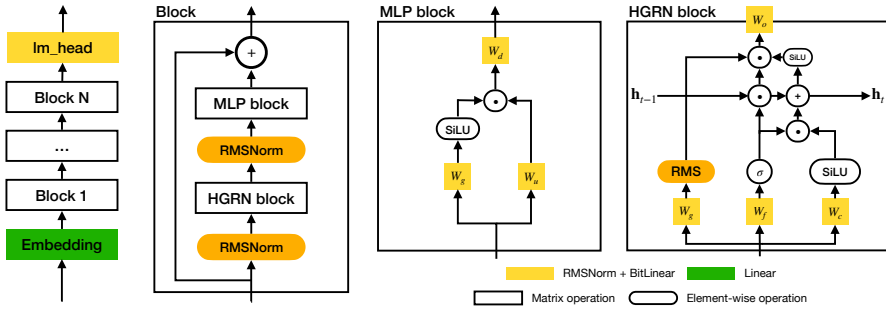 lm_head
Block N
...
Block 1
Embedding
Block
+
MLP block
RMSNorm
HGRN block
RMSNorm
MLP block
W_d
SiLU
W_g
W_u
HGRN block
W_o
SiLU
h_{t-1}
+
h_t
RMS
σ
SiLU
W_g
W_f
W_c
RMSNorm + BitLinear
Linear
Matrix operation
Element-wise operation